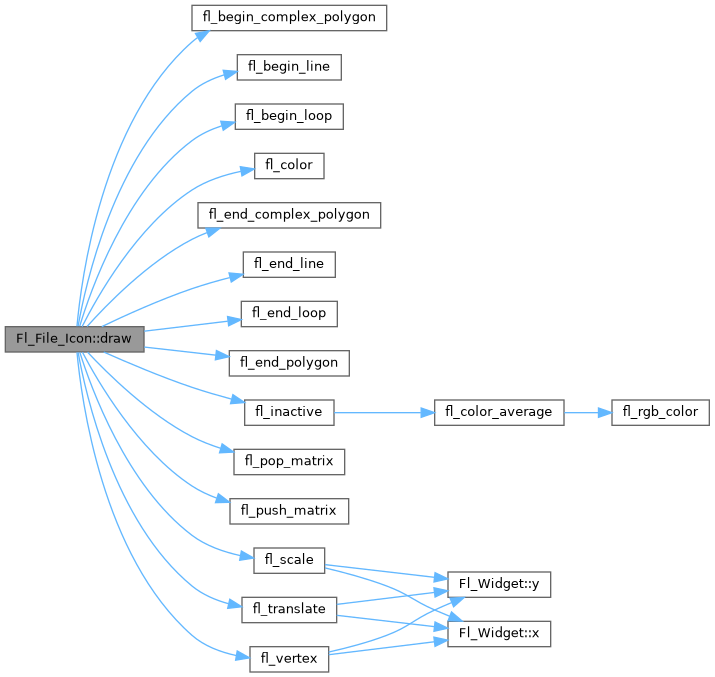 fl_begin_complex_polygon
fl_begin_line
fl_begin_loop
fl_color
fl_end_complex_polygon
fl_end_line
fl_end_loop
Fl_File_Icon::draw
fl_end_polygon
fl_inactive
fl_color_average
fl_rgb_color
fl_pop_matrix
fl_push_matrix
fl_scale
Fl_Widget::y
fl_translate
Fl_Widget::x
fl_vertex